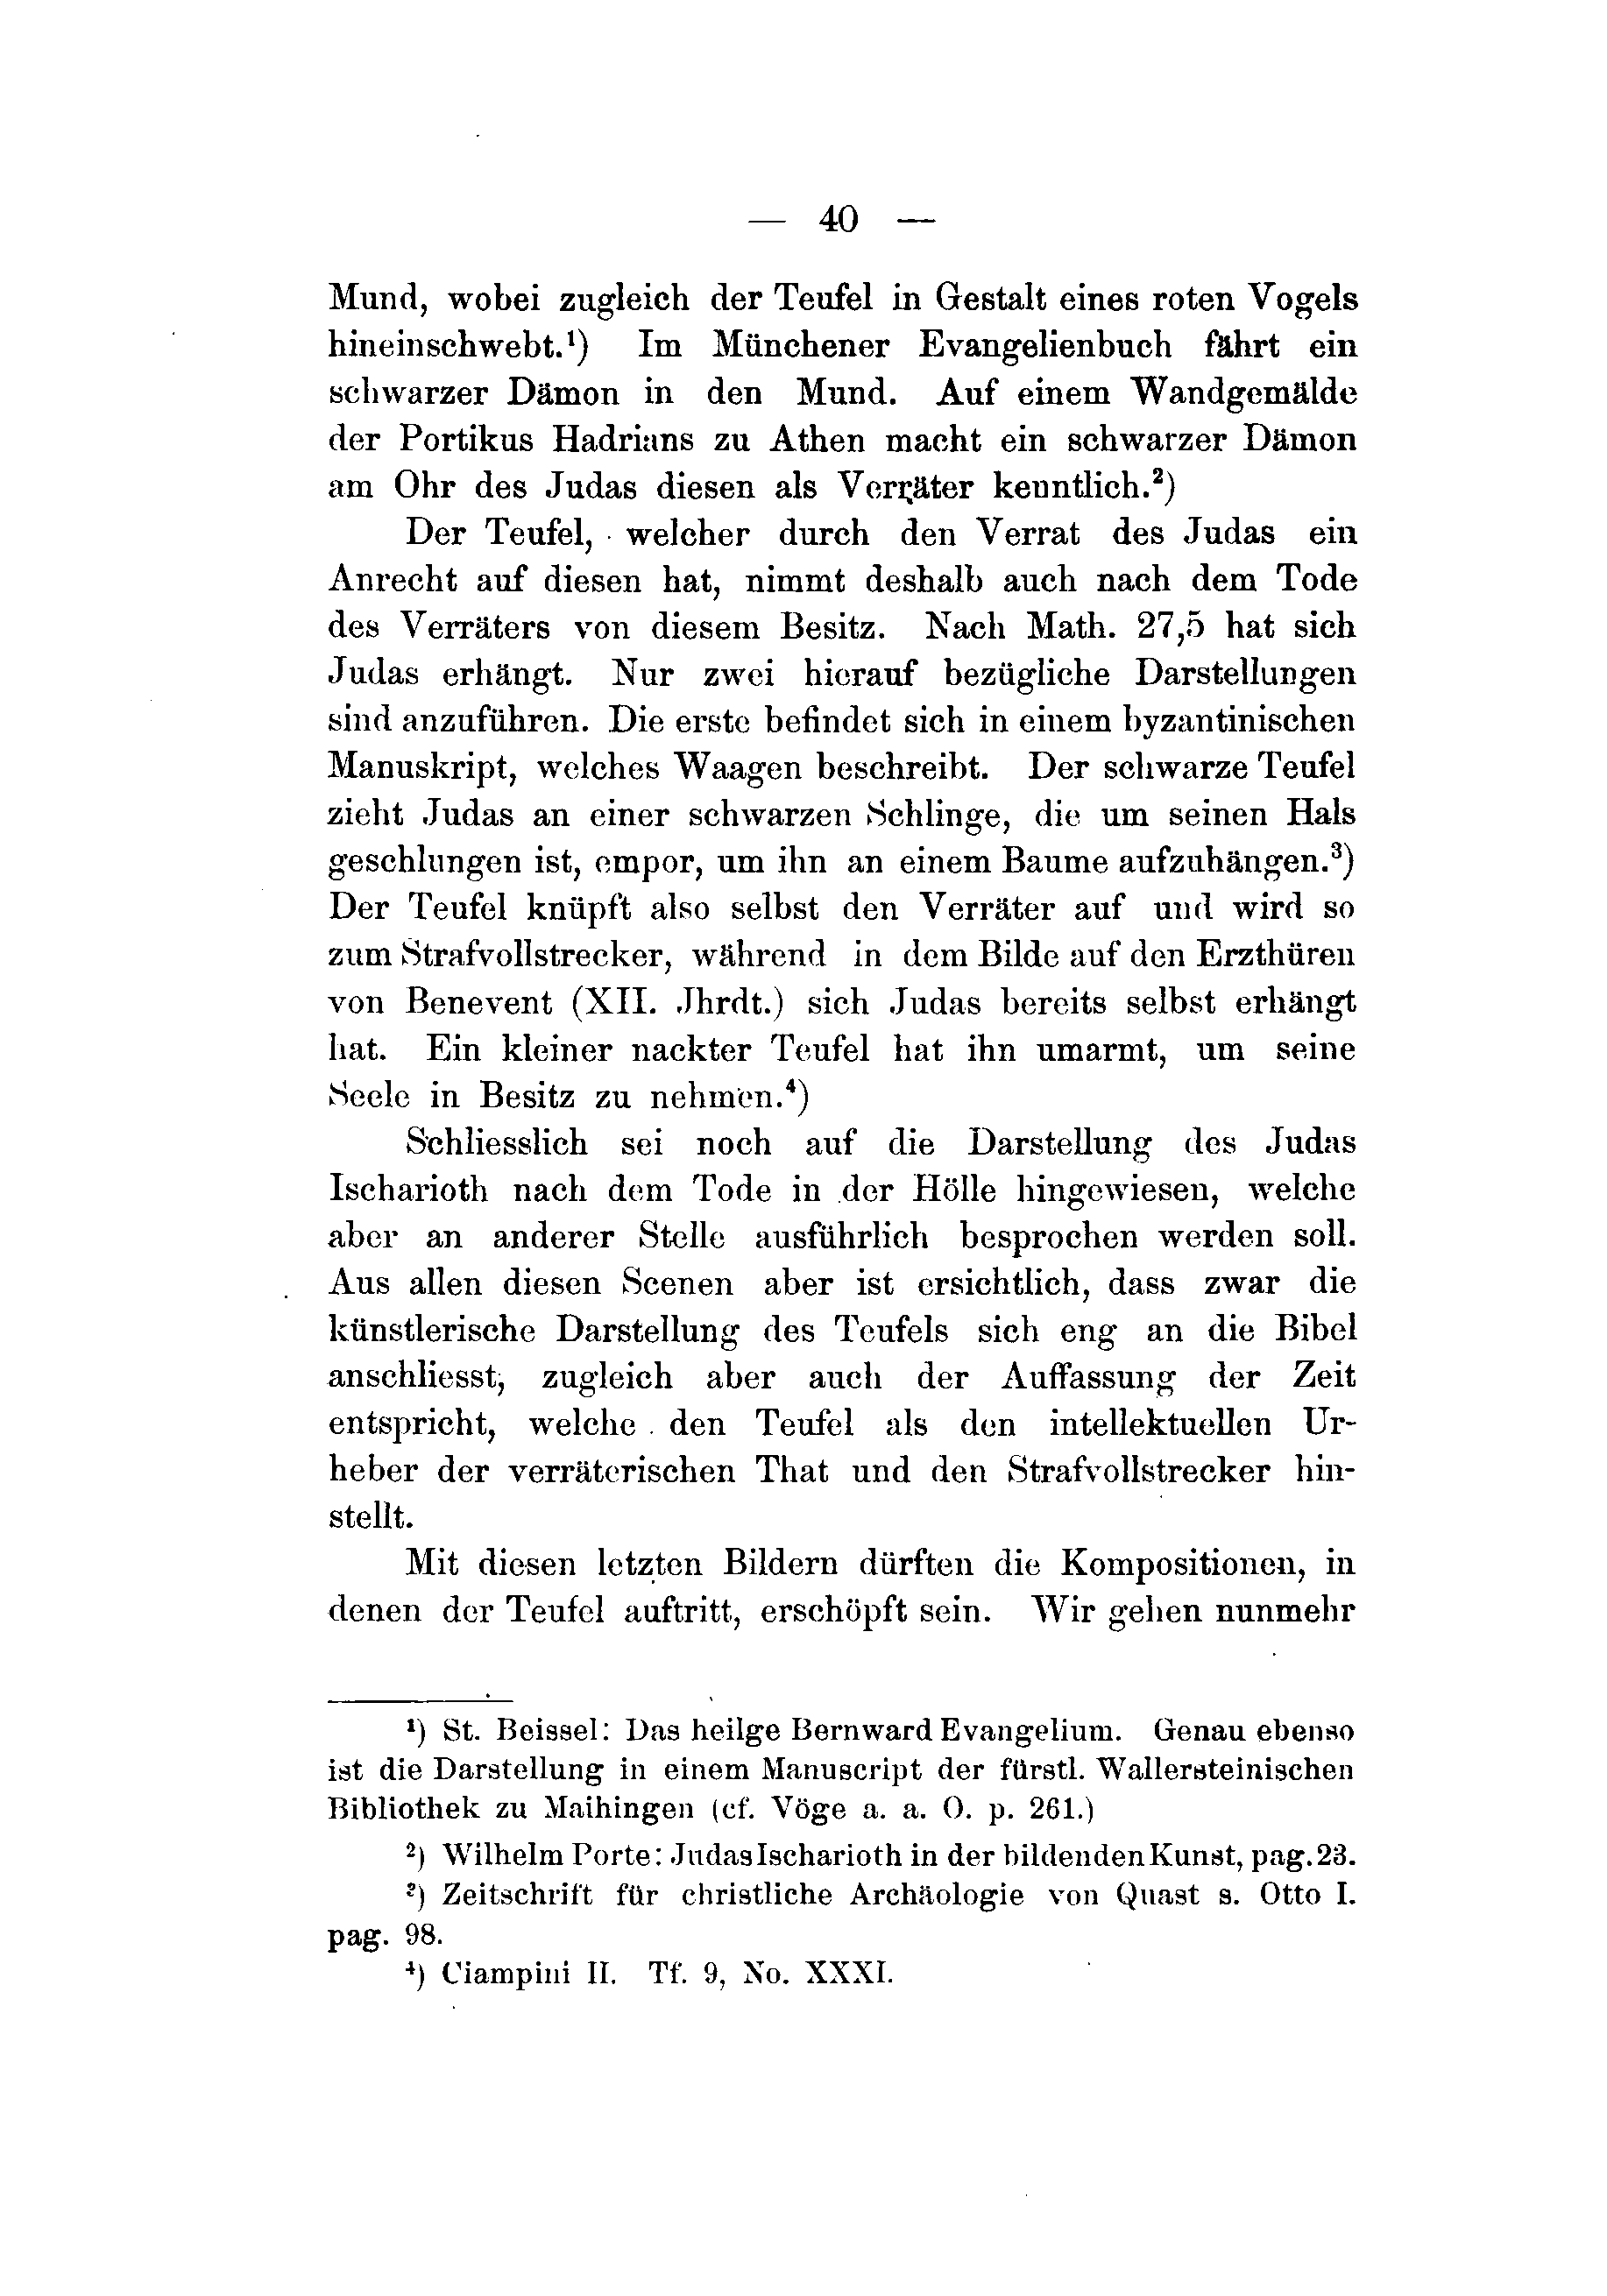 — 40 —
Mund, wobei zugleich der Teufel in Gestalt eines roten Vogels
hineinschwebt.¹) Im Münchener Evangelienbuch fährt ein
schwarzer Dämon in den Mund. Auf einem Wandgemälde
der Portikus Hadrians zu Athen macht ein schwarzer Dämon
am Ohr des Judas diesen als Verräter kenntlich.²)
Der Teufel, welcher durch den Verrat des Judas ein
Anrecht auf diesen hat, nimmt deshalb auch nach dem Tode
des Verräters von diesem Besitz. Nach Math. 27,5 hat sich
Judas erhängt. Nur zwei hierauf bezügliche Darstellungen
sind anzuführen. Die erste befindet sich in einem byzantinischen
Manuskript, welches Waagen beschreibt. Der schwarze Teufel
zieht Judas an einer schwarzen Schlinge, die um seinen Hals
geschlungen ist, empor, um ihn an einem Baume aufzuhängen.³)
Der Teufel knüpft also selbst den Verräter auf und wird so
zum Strafvollstrecker, während in dem Bilde auf den Erzthüren
von Benevent (XII. Jhrdt.) sich Judas bereits selbst erhängt
hat. Ein kleiner nackter Teufel hat ihn umarmt, um seine
Seele in Besitz zu nehmen.⁴)
Schliesslich sei noch auf die Darstellung des Judas
Ischarioth nach dem Tode in der Hölle hingewiesen, welche
aber an anderer Stelle ausführlich besprochen werden soll.
Aus allen diesen Scenen aber ist ersichtlich, dass zwar die
künstlerische Darstellung des Teufels sich eng an die Bibel
anschliesst, zugleich aber auch der Auffassung der Zeit
entspricht, welche den Teufel als den intellektuellen Ur-
heber der verräterischen That und den Strafvollstrecker hin-
stellt.
Mit diesen letzten Bildern dürften die Kompositionen, in
denen der Teufel auftritt, erschöpft sein. Wir gehen nunmehr
¹) St. Beissel: Das heilge Bernward Evangelium. Genau ebenso
ist die Darstellung in einem Manuscript der fürstl. Wallersteinischen
Bibliothek zu Maihingen (cf. Vöge a. a. O. p. 261.)
²) Wilhelm Porte: Judas Ischarioth in der bildenden Kunst, pag. 23.
³) Zeitschrift für christliche Archäologie von Quast s. Otto I.
pag. 98.
⁴) Ciampini II. Tf. 9, No. XXXI.